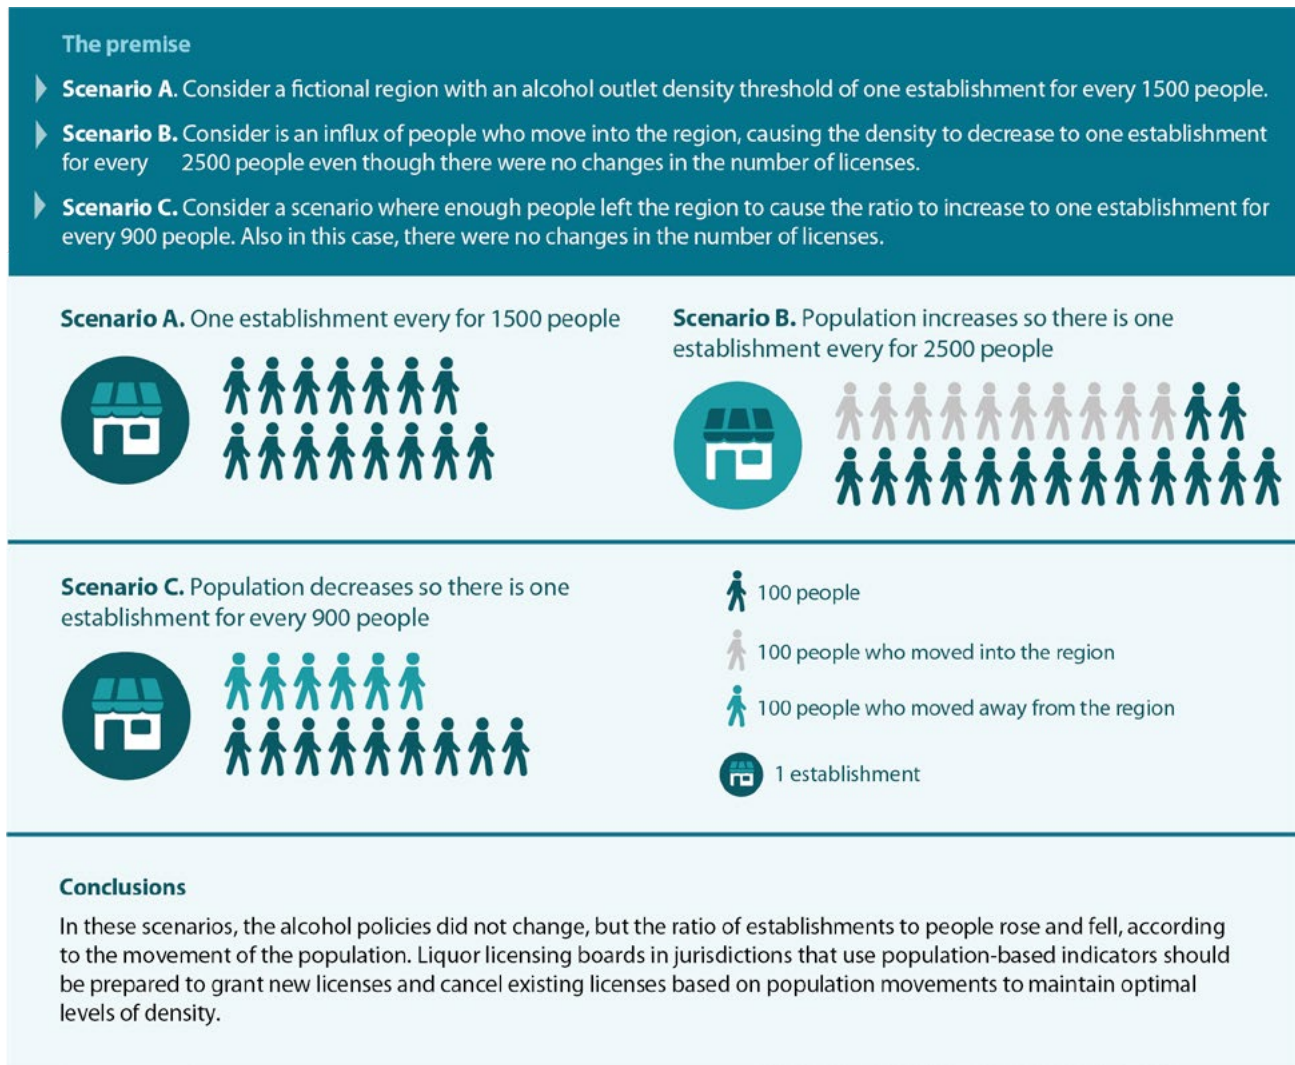 The premise
Scenario A. Consider a fictional region with an alcohol outlet density threshold of one establishment for every 1500 people.
Scenario B. Consider is an influx of people who move into the region, causing the density to decrease to one establishment
for every 2500 people even though there were no changes in the number of licenses.
Scenario C. Consider a scenario where enough people left the region to cause the ratio to increase to one establishment for
every 900 people. Also in this case, there were no changes in the number of licenses.
Scenario A. One establishment every for 1500 people
Scenario B. Population increases so there is one
establishment every for 2500 people
Scenario C. Population decreases so there is one
establishment for every 900 people
100 people
100 people who moved into the region
100 people who moved away from the region
1 establishment
Conclusions
In these scenarios, the alcohol policies did not change, but the ratio of establishments to people rose and fell, according
to the movement of the population. Liquor licensing boards in jurisdictions that use population-based indicators should
be prepared to grant new licenses and cancel existing licenses based on population movements to maintain optimal
levels of density.